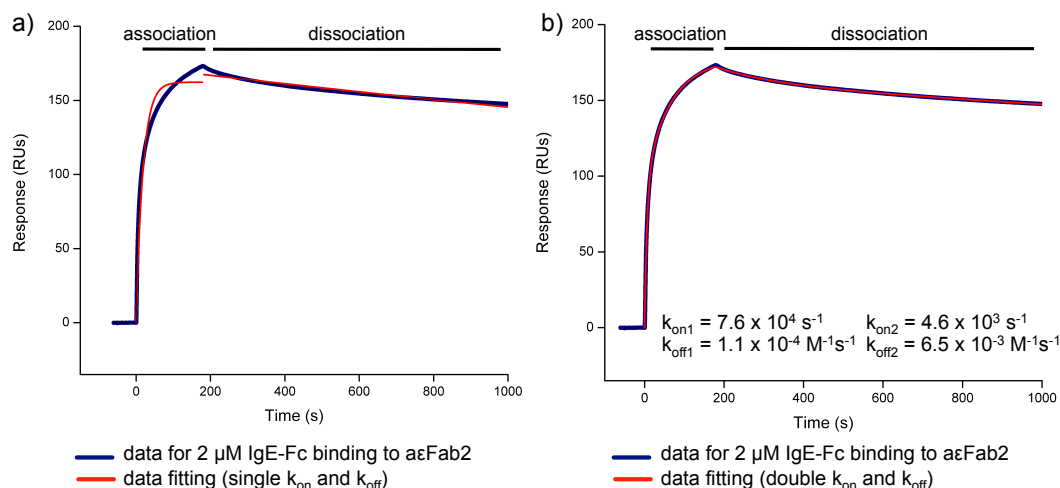 a)
association
dissociation
200
150
100
50
0
Response (RUs)
0
200
400
600
800
1000
Time (s)
data for 2 µM IgE-Fc binding to aεFab2
data fitting (single kon and koff)
b)
association
dissociation
200
150
100
50
0
Response (RUs)
kon1 = 7.6 x 10⁴ s⁻¹
kon2 = 4.6 x 10³ s⁻¹
koff1 = 1.1 x 10⁻⁴ M⁻¹s⁻¹
koff2 = 6.5 x 10⁻³ M⁻¹s⁻¹
0
200
400
600
800
1000
Time (s)
data for 2 µM IgE-Fc binding to aεFab2
data fitting (double kon and koff)